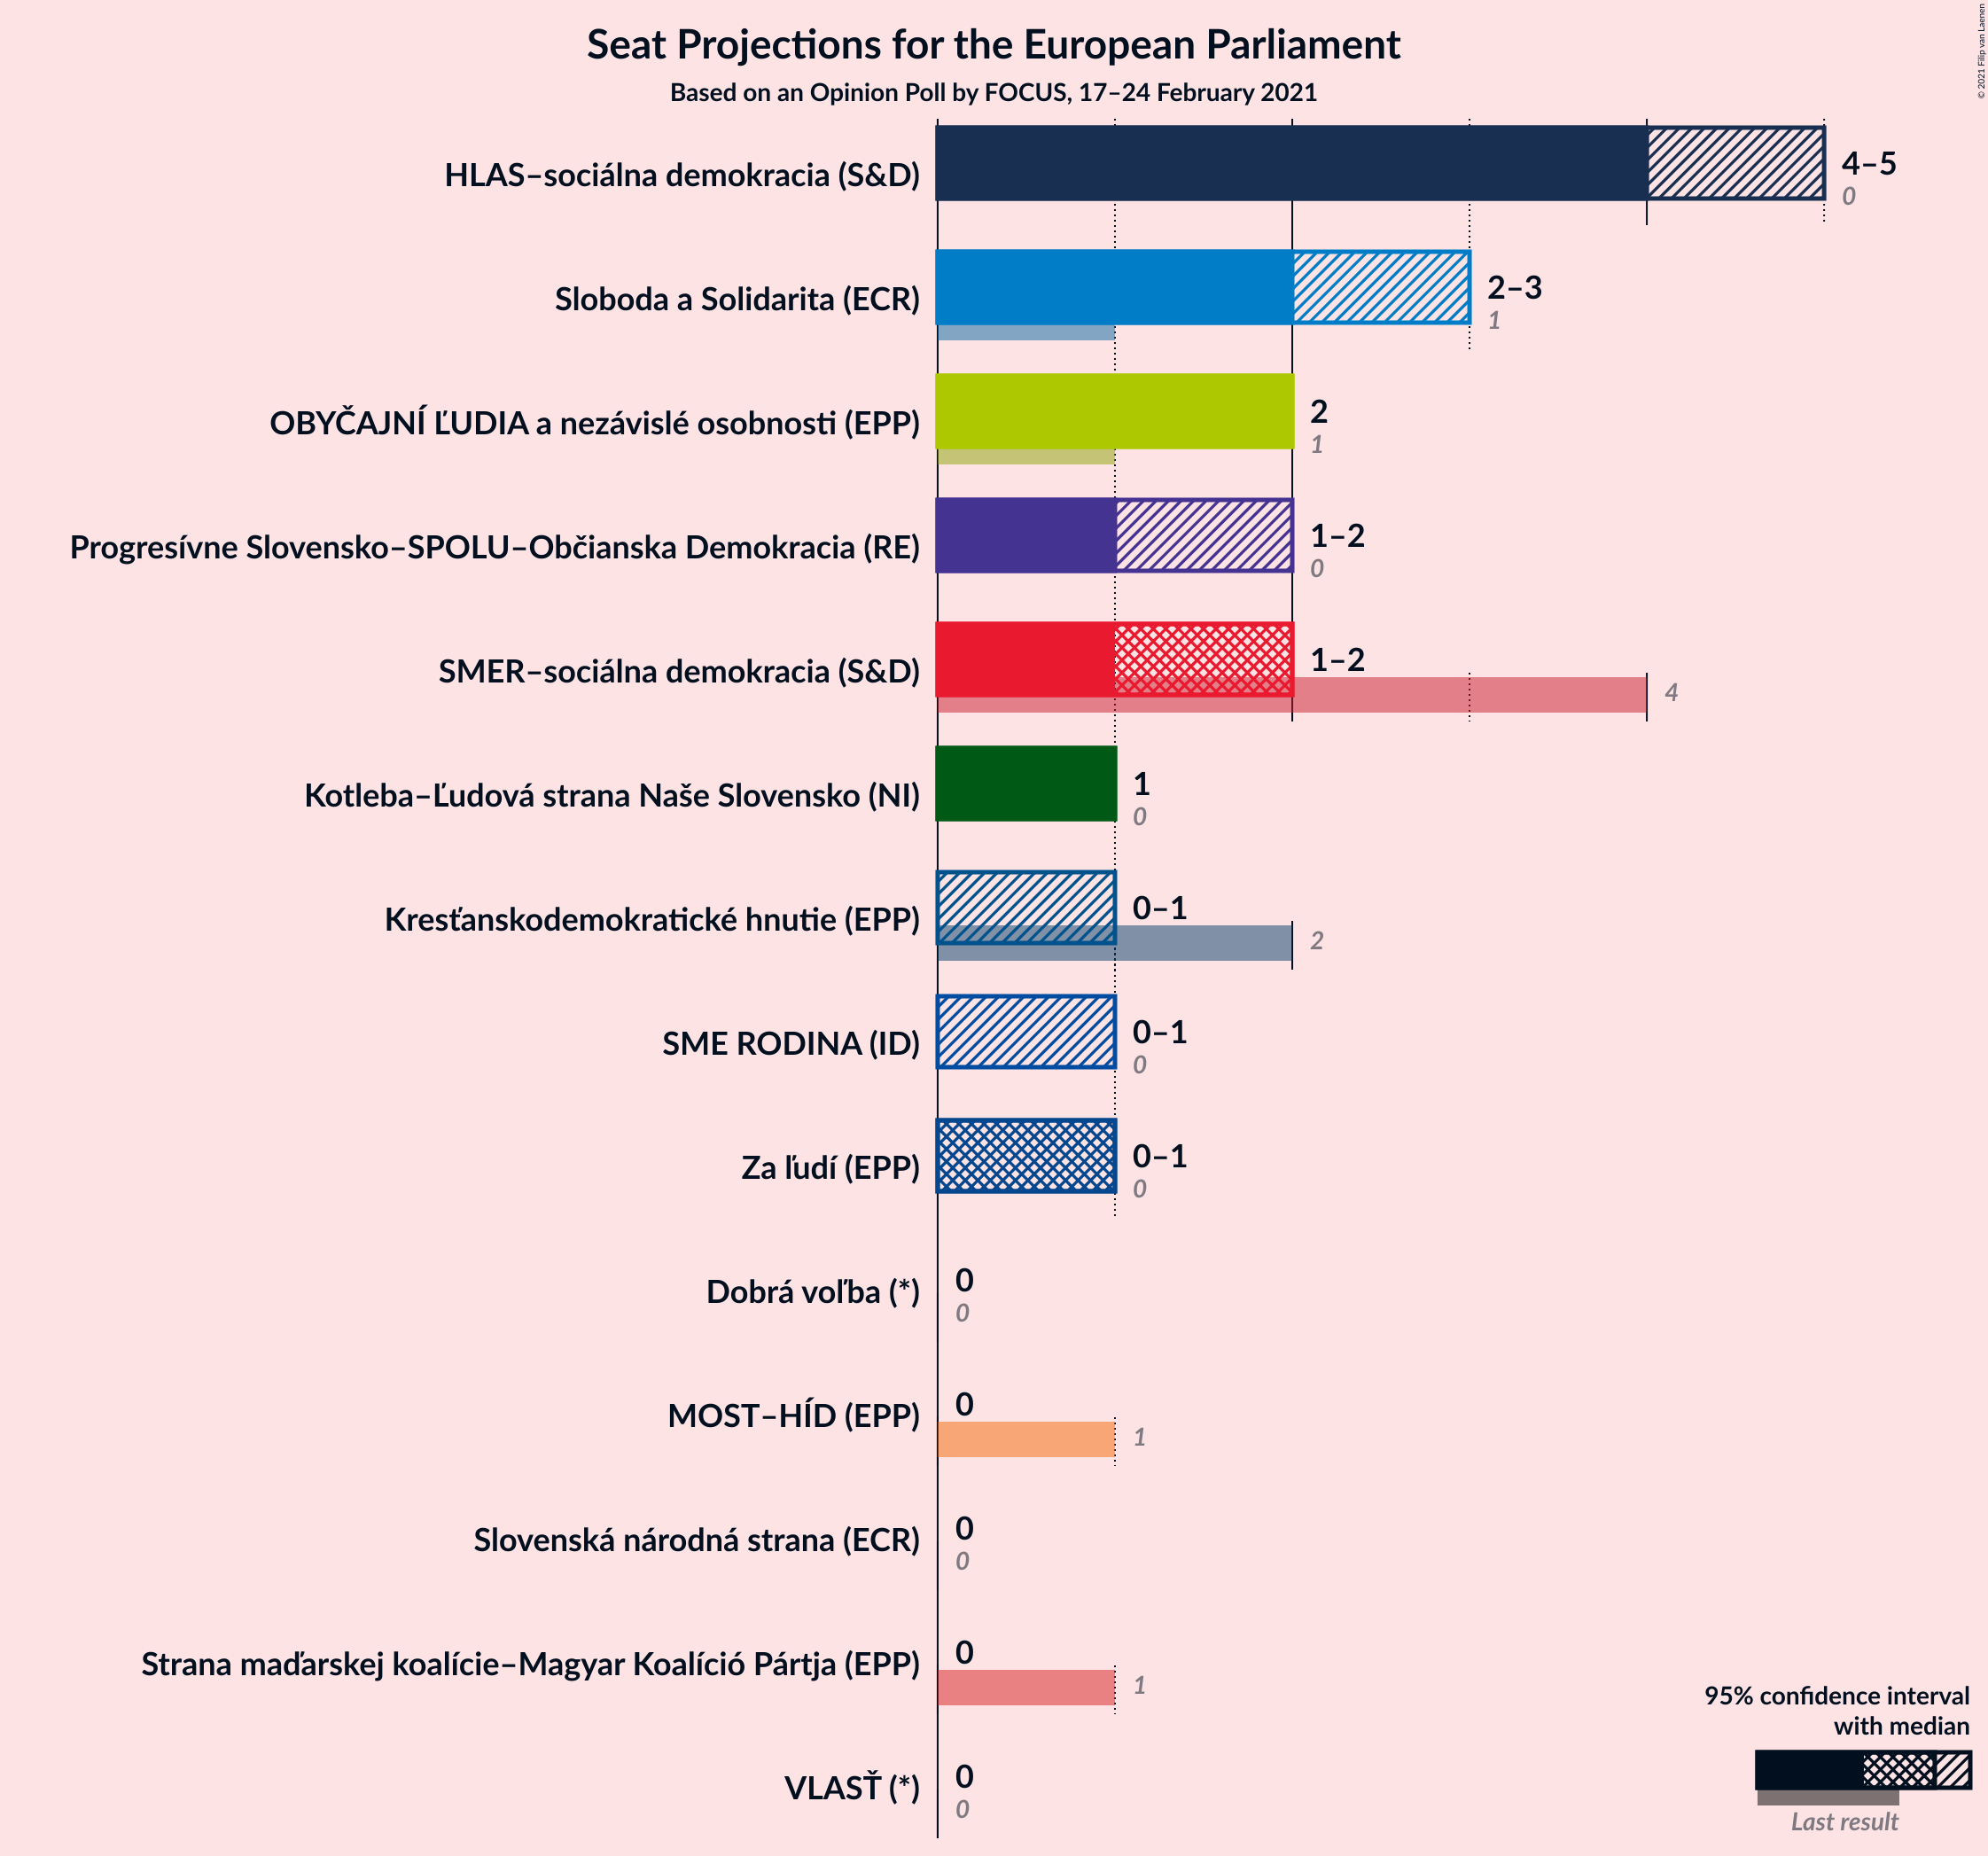 Seat Projections for the European Parliament
Based on an Opinion Poll by FOCUS, 17–24 February 2021
© 2021 Filip van Laenen
HLAS–sociálna demokracia (S&D)
4–5
0
Sloboda a Solidarita (ECR)
2–3
1
OBYČAJNÍ ĽUDIA a nezávislé osobnosti (EPP)
2
1
Progresívne Slovensko–SPOLU–Občianska Demokracia (RE)
1–2
0
SMER–sociálna demokracia (S&D)
1–2
4
Kotleba–Ľudová strana Naše Slovensko (NI)
1
0
Kresťanskodemokratické hnutie (EPP)
0–1
2
SME RODINA (ID)
0–1
0
Za ľudí (EPP)
0–1
0
Dobrá voľba (*)
0
0
MOST–HÍD (EPP)
0
1
Slovenská národná strana (ECR)
0
0
Strana maďarskej koalície–Magyar Koalíció Pártja (EPP)
0
1
VLASŤ (*)
0
0
95% confidence interval
with median
Last result